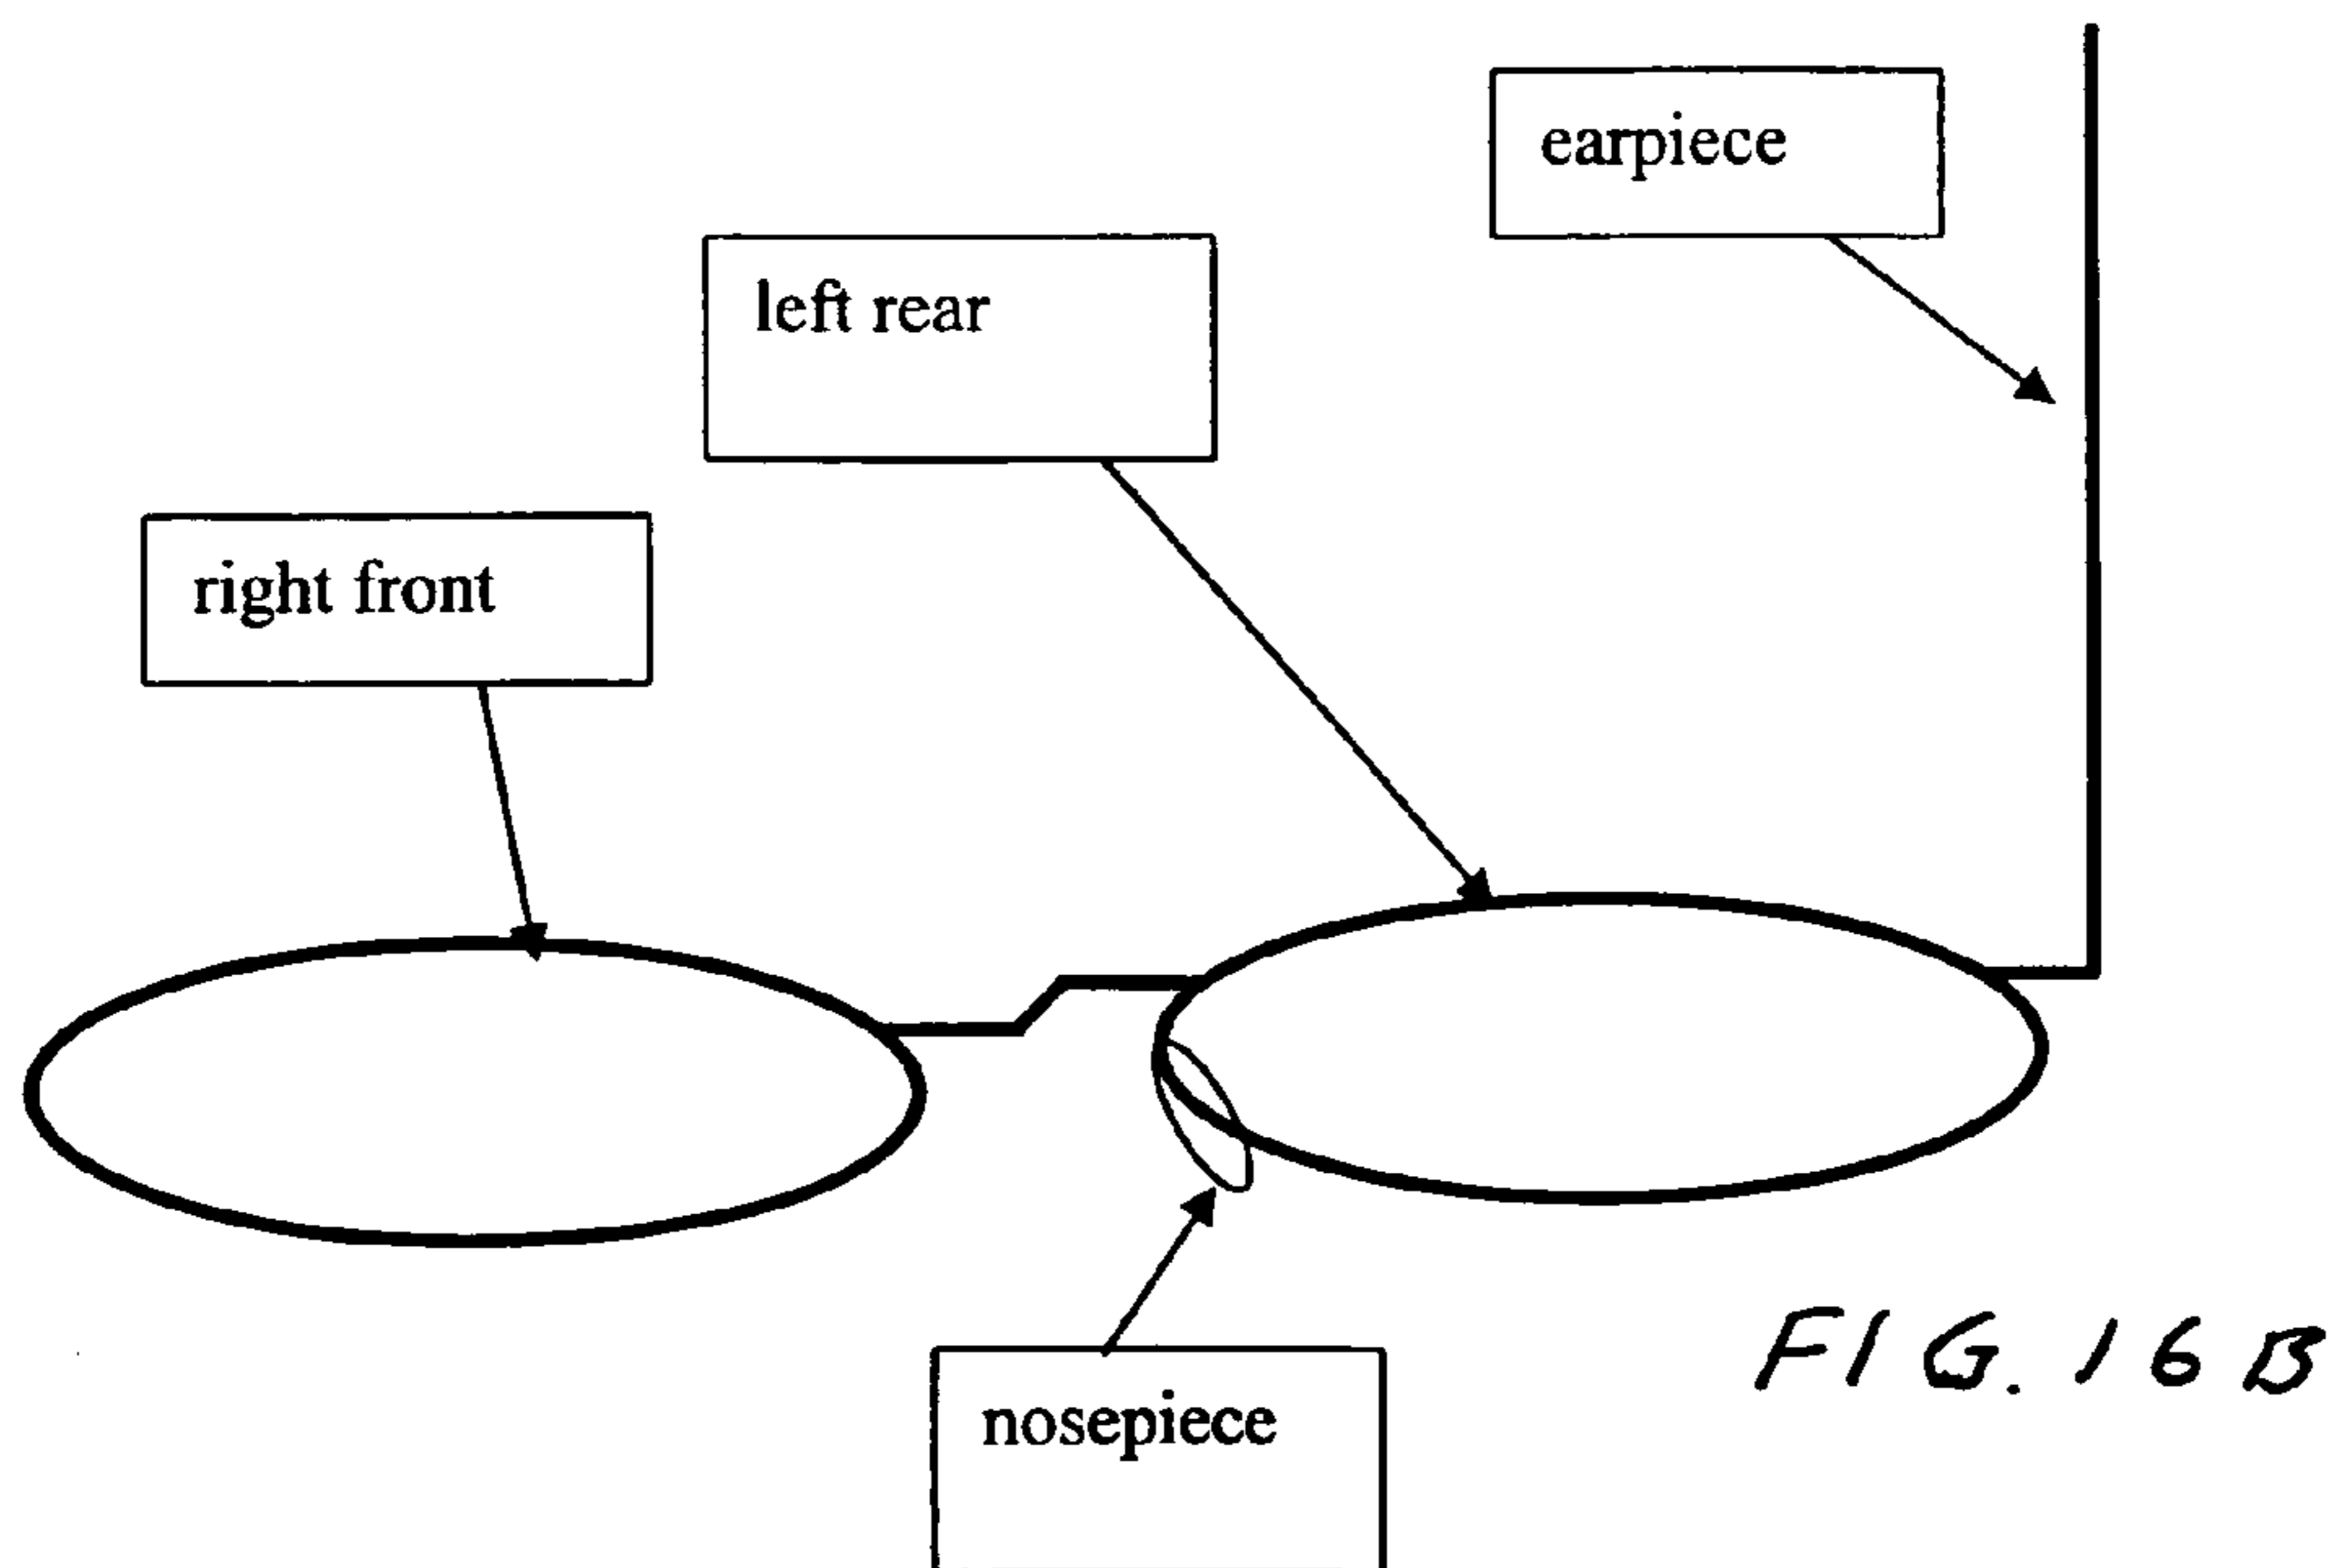 earpiece
left rear
right front
nosepiece
FIG. 16B